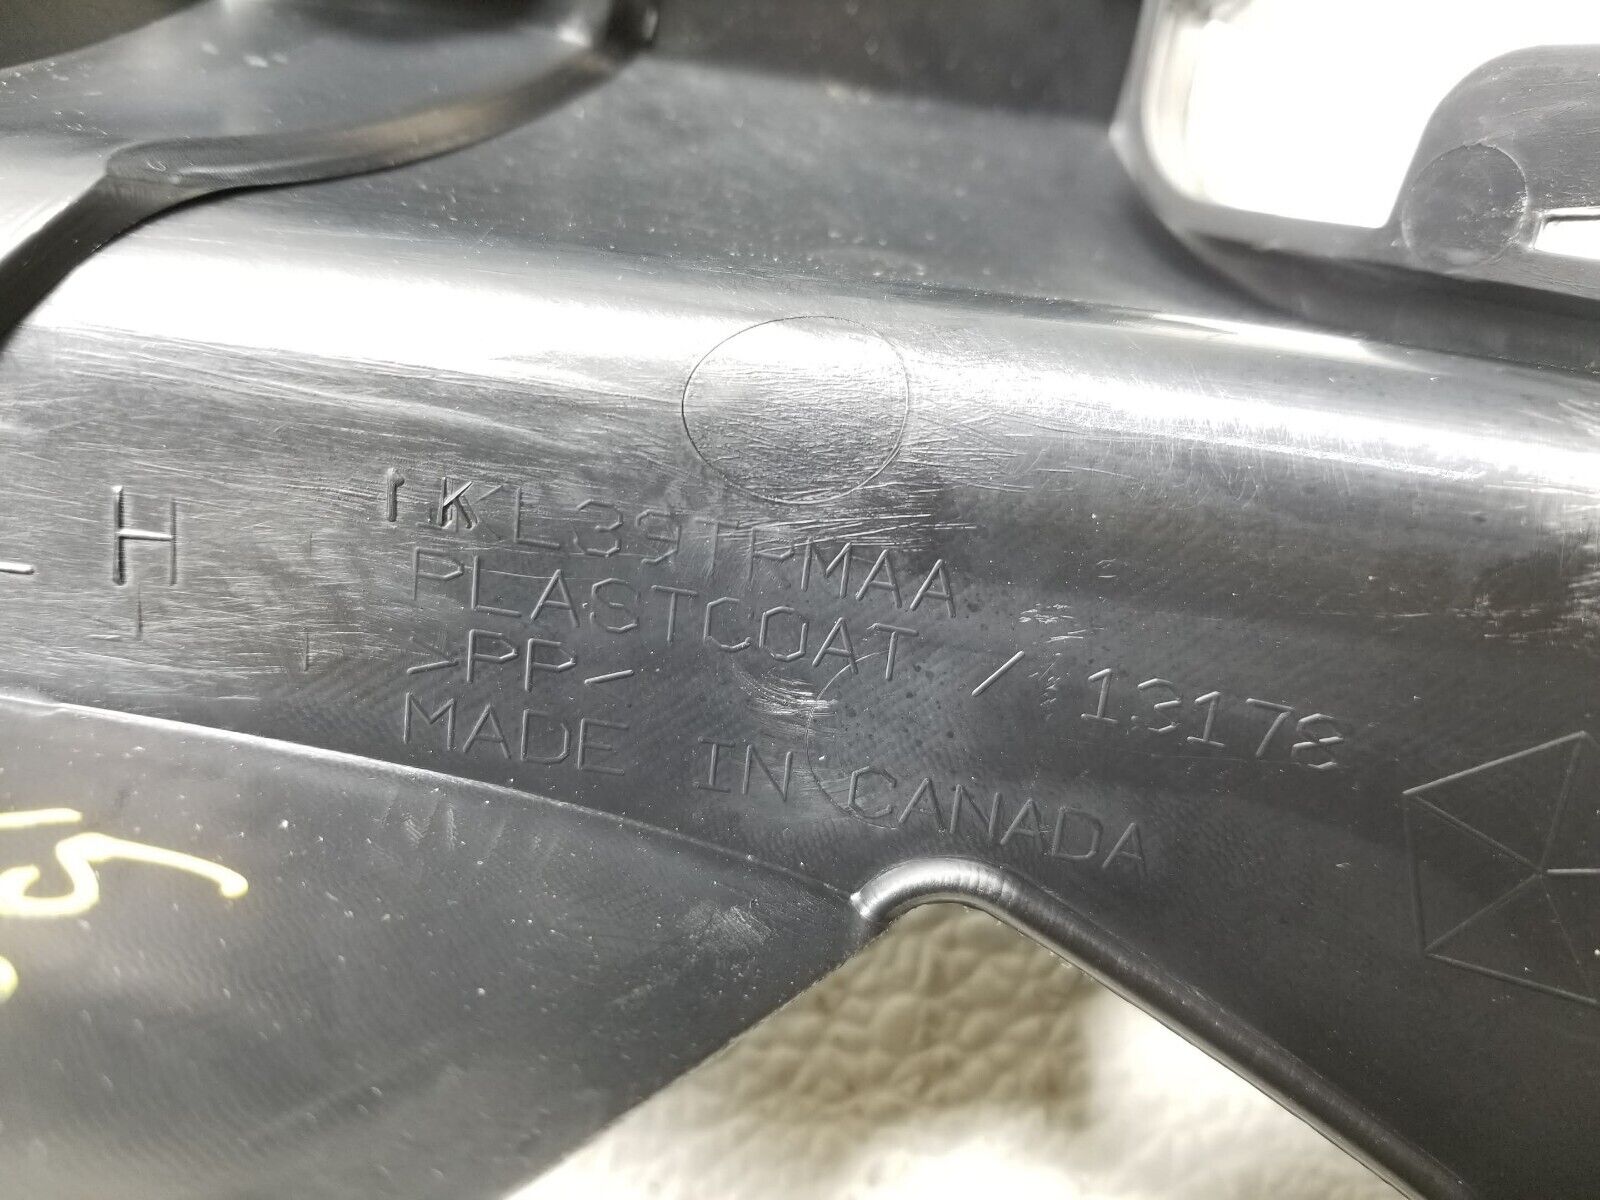 - H
1KL39TRMAA
PLASTCOAT / 13178
>PP<
MADE IN CANADA